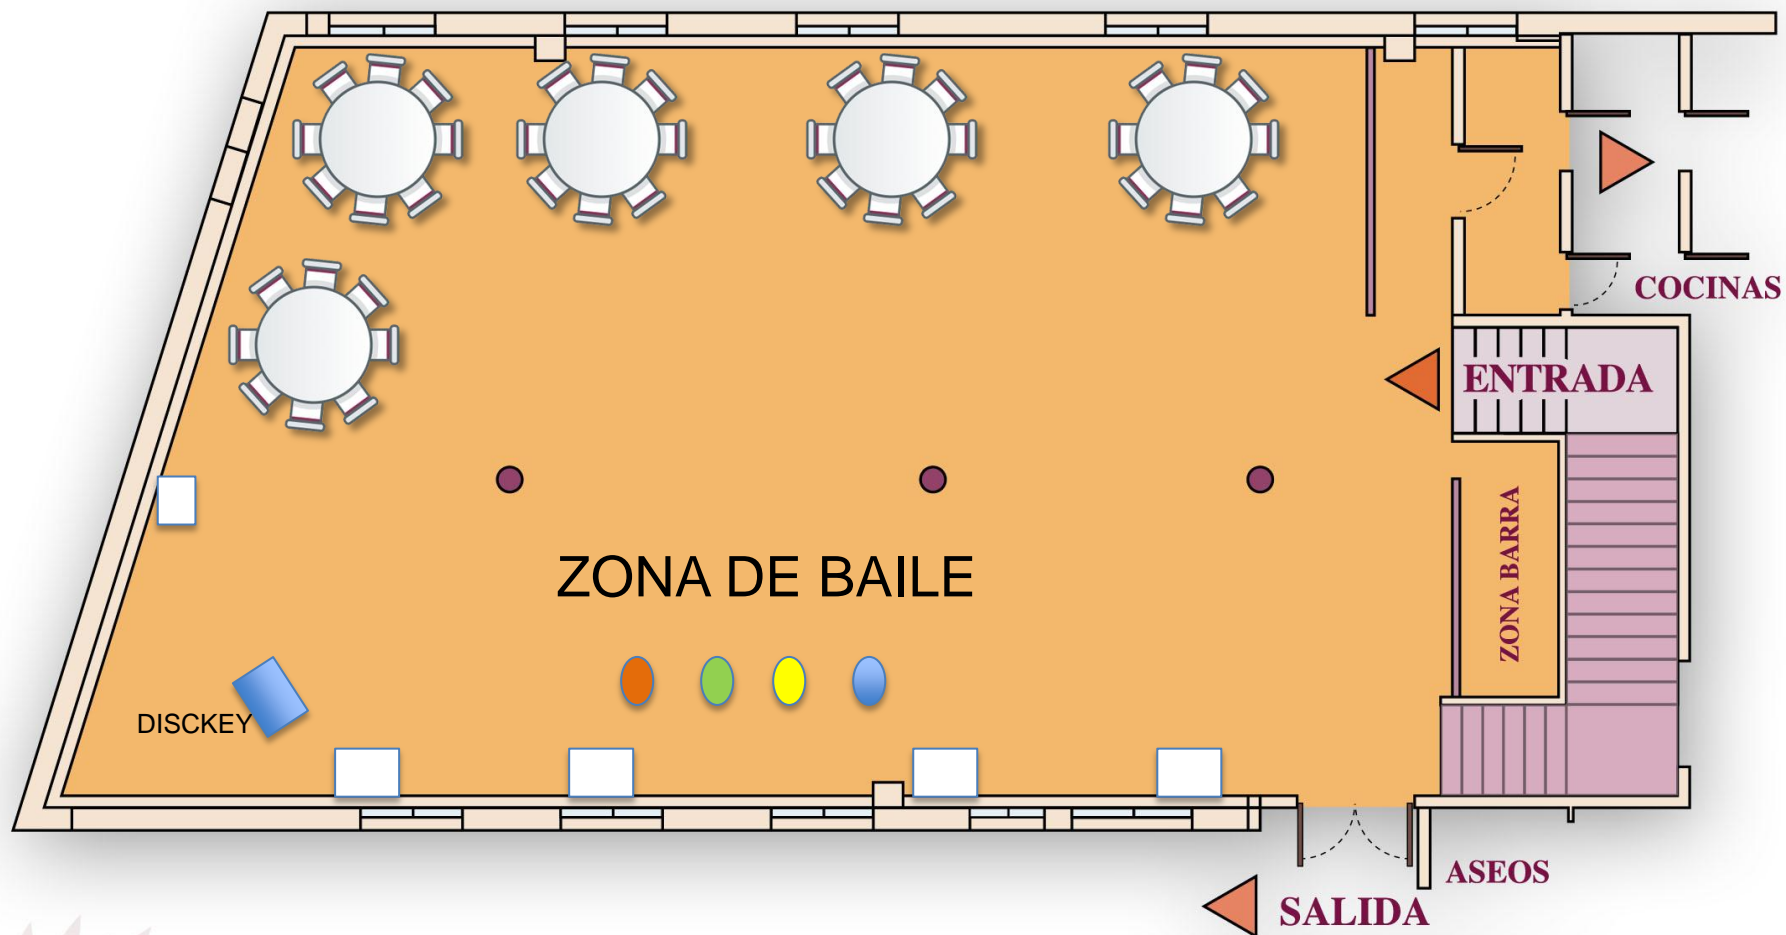 COCINAS
ENTRADA
ZONA BARRA
ZONA DE BAILE
DISCKEY
ASEOS
SALIDA